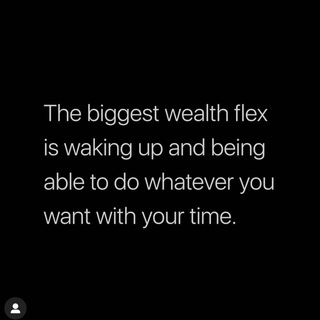 The biggest wealth flex
is waking up and being
able to do whatever you
want with your time.